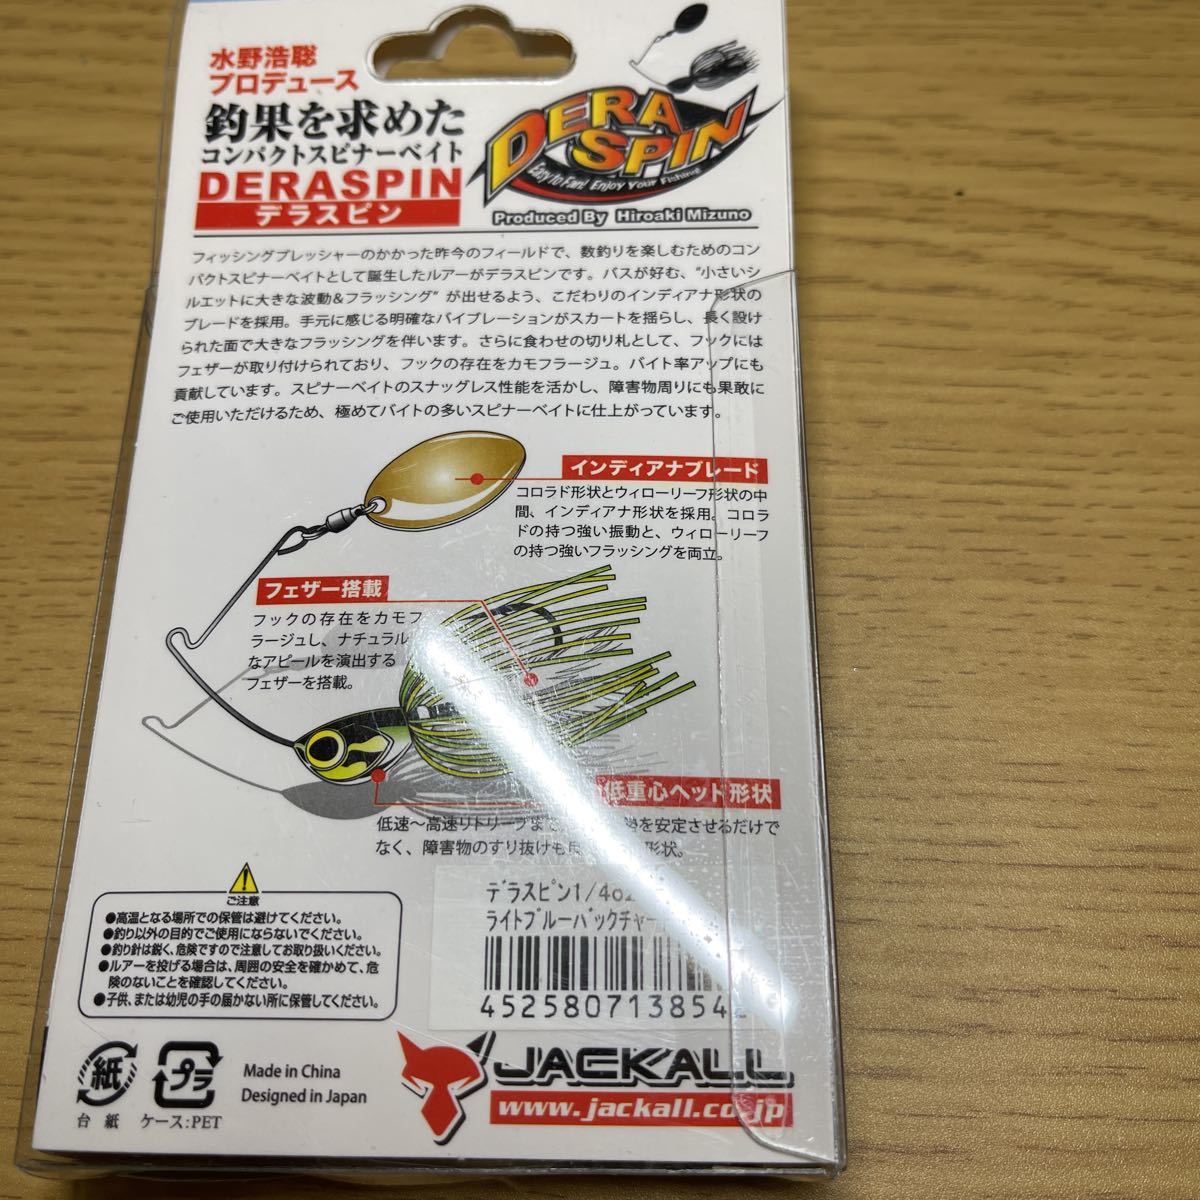 水野浩聡
プロデュース
釣果を求めた
コンパクトスピナーベイト
DERASPIN
デラスピン
DERA
SPIN
Easy to Fan! Enjoy Your Fishing
Produced By Hiroaki Mizuno
フィッシングプレッシャーのかかった昨今のフィールドで、数釣りを楽しむためのコン
パクトスピナーベイトとして誕生したルアーがデラスピンです。バスが好む、“小さいシ
ルエットに大きな波動&フラッシング”が出せるよう、こだわりのインディアナ形状の
ブレードを採用。手元に感じる明確なバイブレーションがスカートを揺らし、長く設け
られた面で大きなフラッシングを伴います。さらに食わせの切り札として、フックには
フェザーが取り付けられており、フックの存在をカモフラージュ。バイト率アップにも
貢献しています。スピナーベイトのスナッグレス性能を活かし、障害物周りにも果敢に
ご使用いただけるため、極めてバイトの多いスピナーベイトに仕上がっています。
インディアナブレード
コロラド形状とウィローリーフ形状の中
間、インディアナ形状を採用。コロラ
ドの持つ強い振動と、ウィローリーフ
の持つ強いフラッシングを両立。
フェザー搭載
フックの存在をカモフ
ラージュし、ナチュラル
なアピールを演出する
フェザーを搭載。
低重心ヘッド形状
低速～高速リトリーブまで を安定させるだけで
なく、障害物のすり抜けも 形状。
ご注意
●高温となる場所での保管は避けてください。
●釣り以外の目的でご使用にならないでください。
●釣り針は鋭く、危険ですので注意してお取り扱いください。
●ルアーを投げる場合は、周囲の安全を確かめて、危
険のないことを確認してください。
●子供、または幼児の手の届かない所に保管してください。
デラスピン1/4oz
ライトブルーバックチャー
452580713854
紙
台紙
プラ
ケース:PET
Made in China
Designed in Japan
JACKALL
www.jackall.co.jp